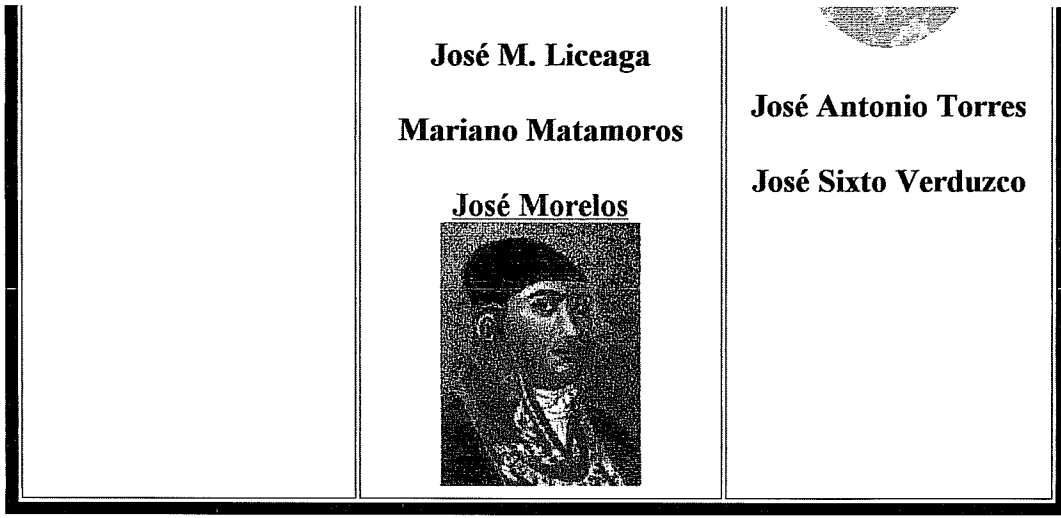 José M. Liceaga
Mariano Matamoros
José Morelos
José Antonio Torres
José Sixto Verduzco